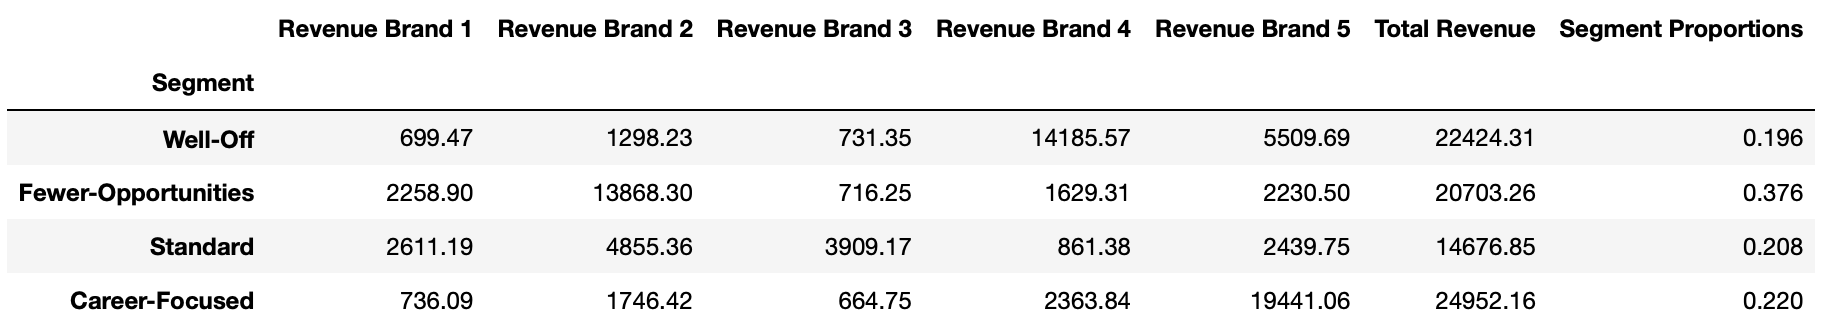 Revenue Brand 1 Revenue Brand 2 Revenue Brand 3 Revenue Brand 4 Revenue Brand 5 Total Revenue Segment Proportions
Segment
Well-Off 699.47 1298.23 731.35 14185.57 5509.69 22424.31 0.196
Fewer-Opportunities 2258.90 13868.30 716.25 1629.31 2230.50 20703.26 0.376
Standard 2611.19 4855.36 3909.17 861.38 2439.75 14676.85 0.208
Career-Focused 736.09 1746.42 664.75 2363.84 19441.06 24952.16 0.220